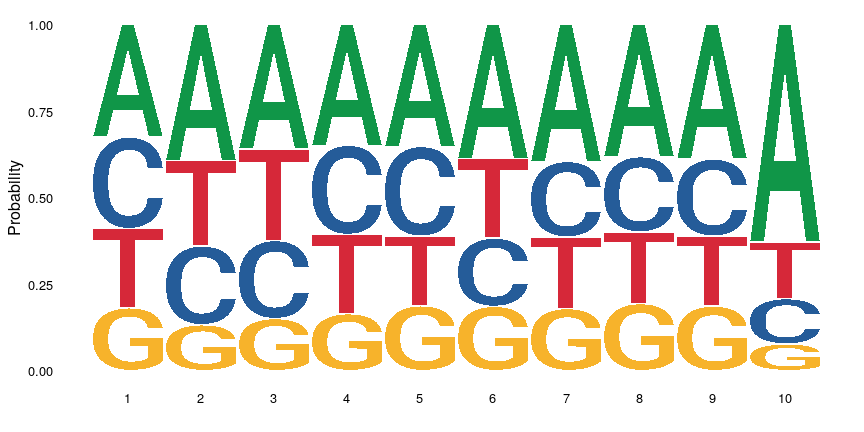 1.00
0.75
0.50
0.25
0.00
Probability
A A A A A A A A A A
C T T C C T C C C T
T C C T T C T T T C
G G G G G G G G G G
1 2 3 4 5 6 7 8 9 10